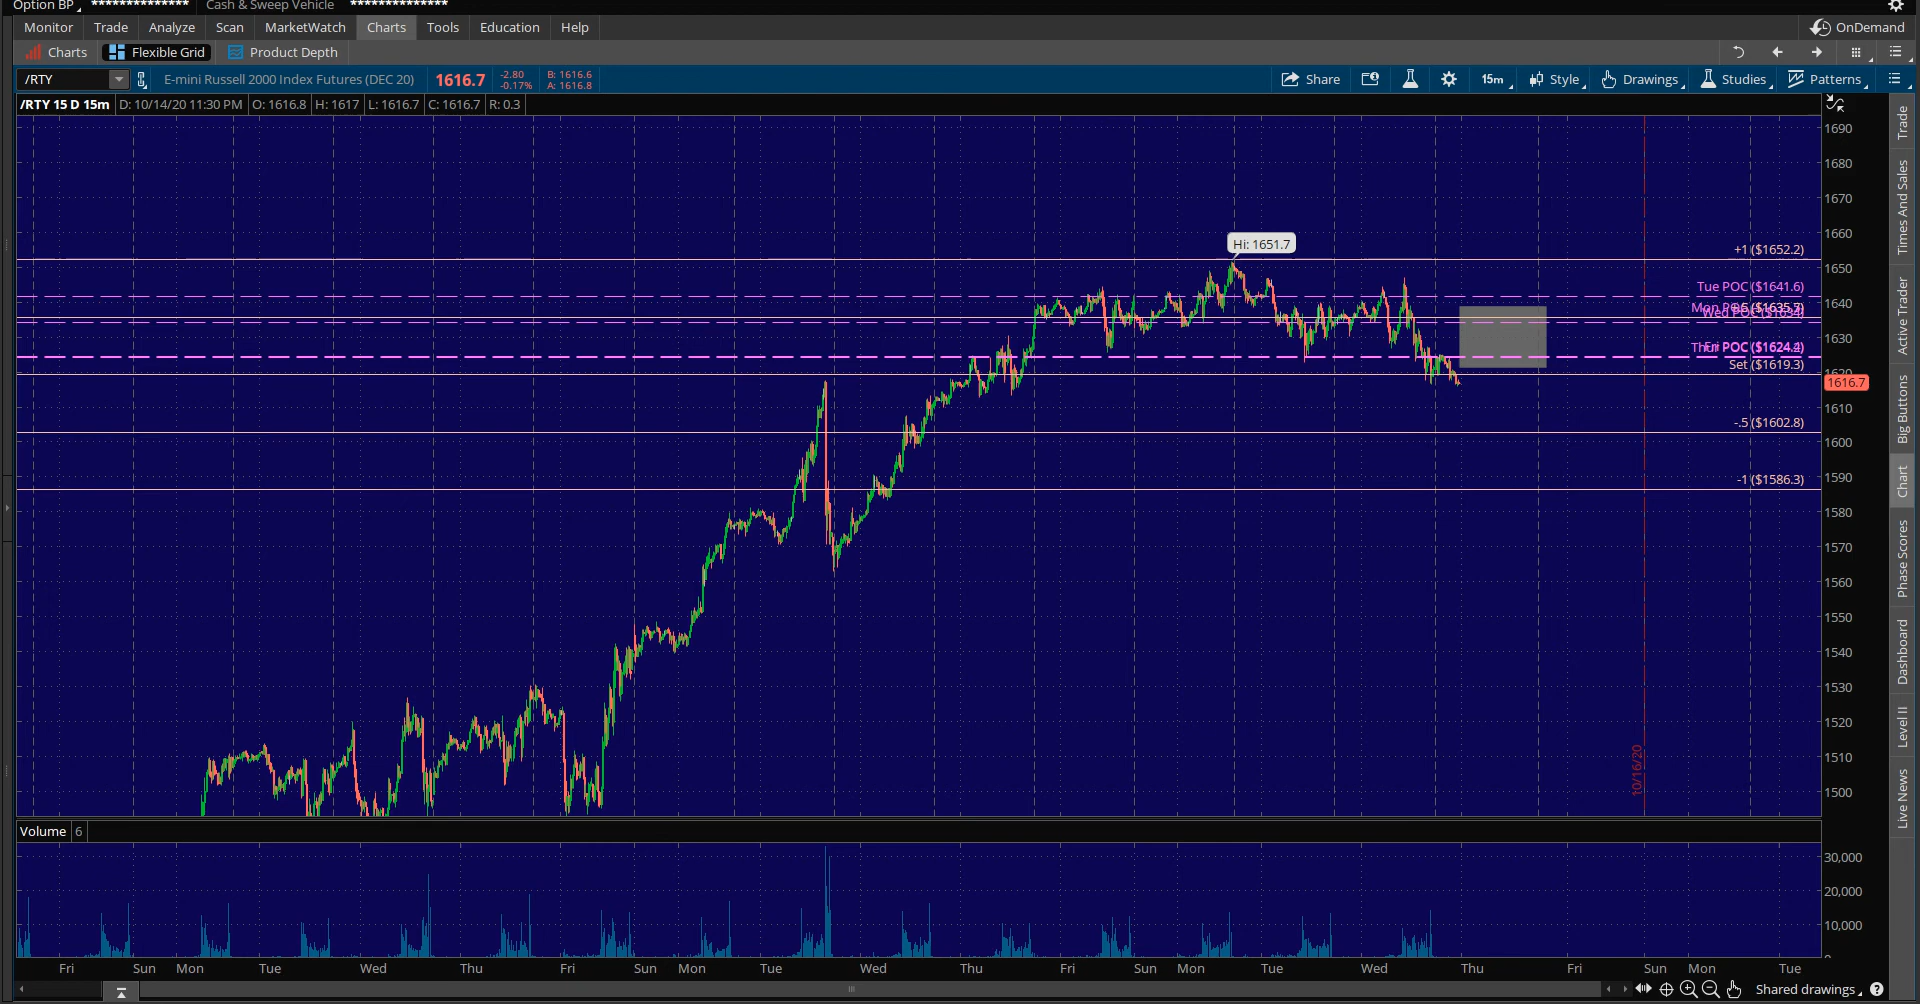 Option BP ************** Cash & Sweep Vehicle **************
Monitor Trade Analyze Scan MarketWatch Charts Tools Education Help OnDemand
Charts Flexible Grid Product Depth
/RTY E-mini Russell 2000 Index Futures (DEC 20) 1616.7 -2.80 B: 1616.6 Share 15m Style Drawings Studies Patterns
-0.17% A: 1616.8
/RTY 15 D 15m D: 10/14/20 11:30 PM O: 1616.8 H: 1617 L: 1616.7 C: 1616.7 R: 0.3
1690
1680
1670
1660
Hi: 1651.7
+1 ($1652.2)
1650
Tue POC ($1641.6)
1640
1630
Set ($1619.3)
1620
1616.7
1610
-.5 ($1602.8)
1600
-1 ($1586.3)
1590
1580
1570
1560
1550
1540
1530
1520
1510
1500
10/16/20
Volume 6
30,000
20,000
10,000
0
Fri Sun Mon Tue Wed Thu Fri Sun Mon Tue Wed Thu Fri Sun Mon Tue Wed Thu Fri Sun Mon Tue
Shared drawings
Trade
Times And Sales
Active Trader
Big Buttons
Chart
Phase Scores
Dashboard
Level II
Live News